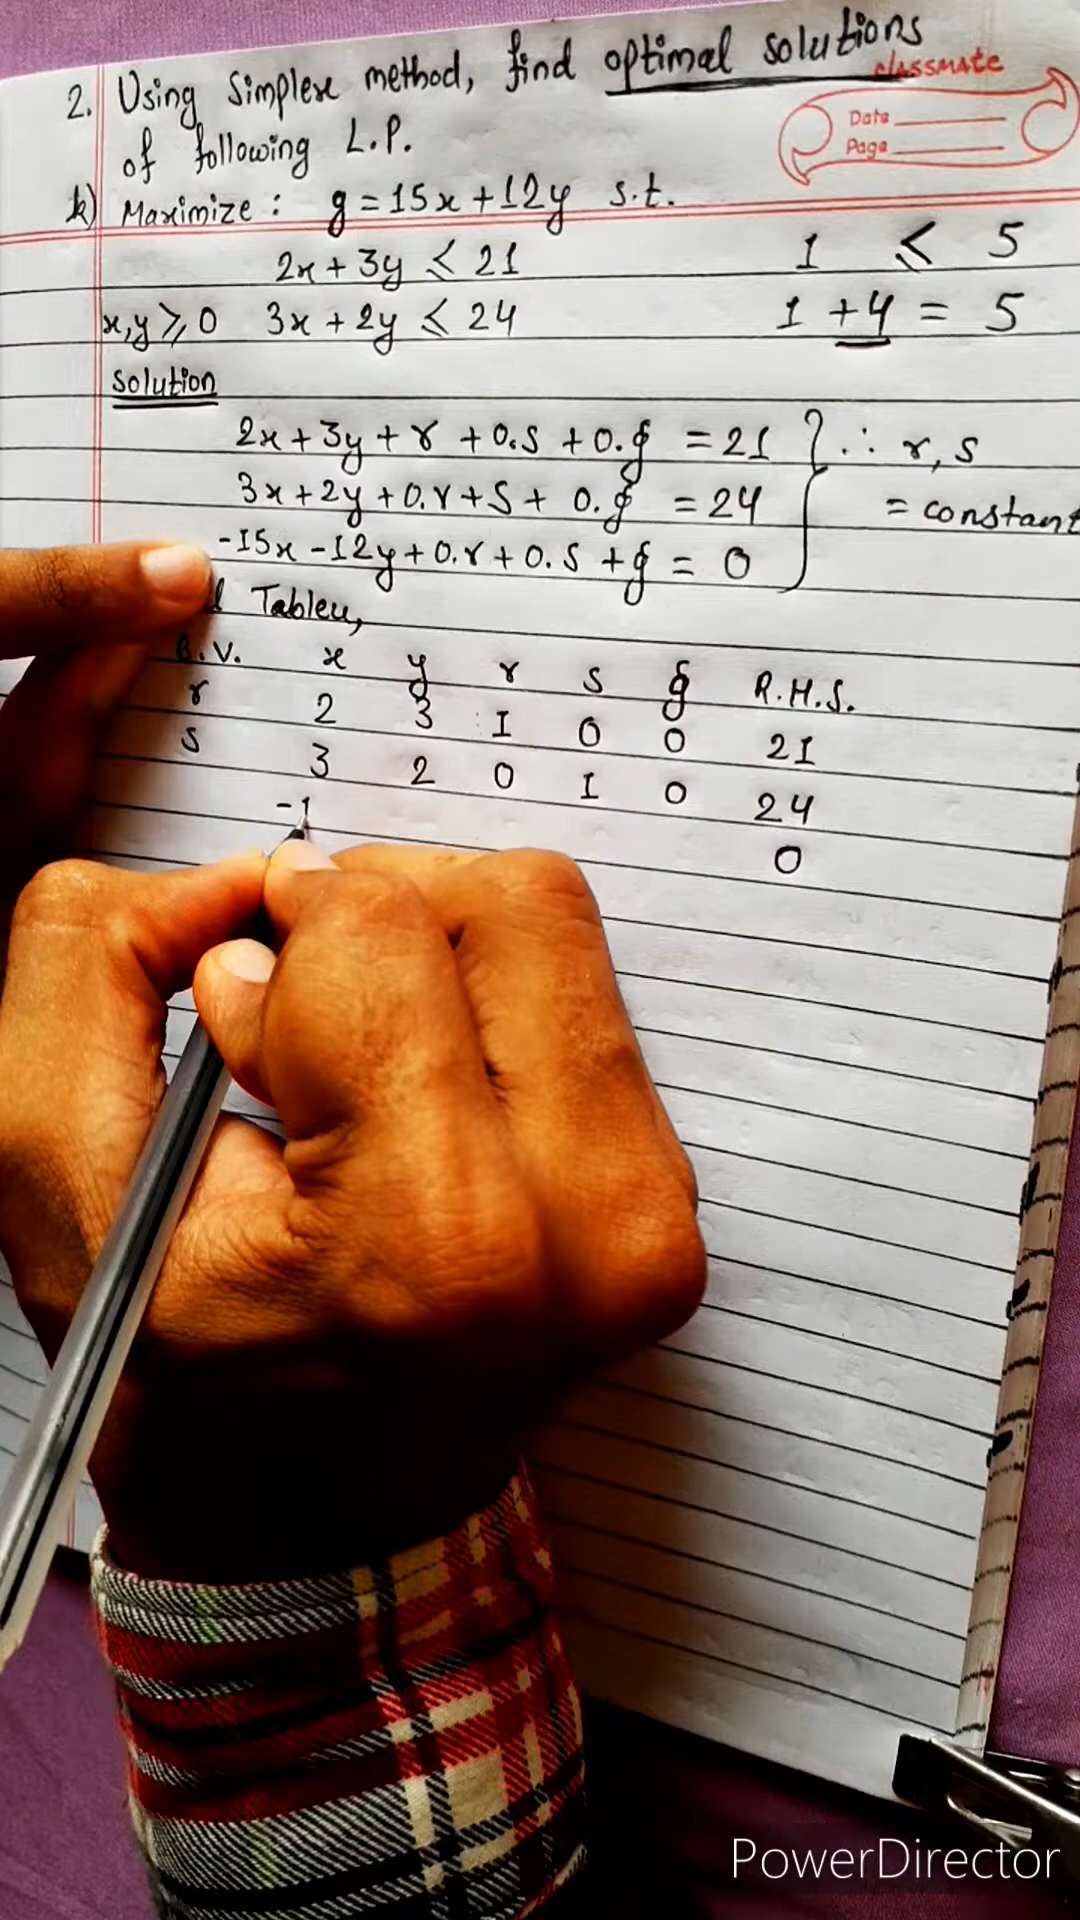 2. Using Simplex method, find optimal solutions
classmate
Date
Page
of following L.P.
k) Maximize : g = 15x + 12y s.t.
2x + 3y ≤ 21
1 ≤ 5
x,y ≥ 0 3x + 2y ≤ 24
1 + 4 = 5
Solution
2x + 3y + r + 0.s + 0.g = 21 } ∴ r, s
3x + 2y + 0.r + s + 0.g = 24
= constant
-15x - 12y + 0.r + 0.s + g = 0
Tableu,
B.V. x y r s g R.H.S.
r 2 3 1 0 0 21
s 3 2 0 1 0 24
-1 0
PowerDirector